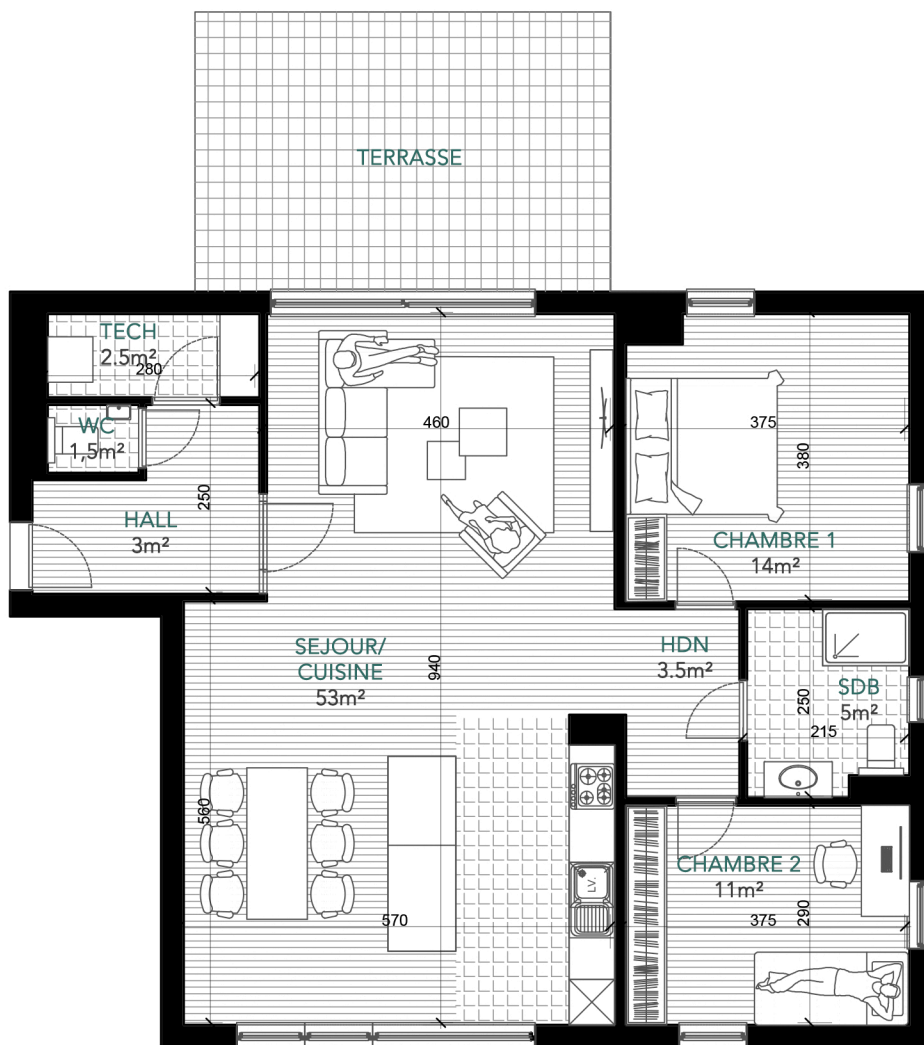 TERRASSE
TECH
2.5m²
280
WC
1,5m²
250
HALL
3m²
460
375
380
CHAMBRE 1
14m²
SEJOUR/
CUISINE
53m²
940
HDN
3.5m²
SDB
5m²
250
215
560
570
LV.
CHAMBRE 2
11m²
375
290